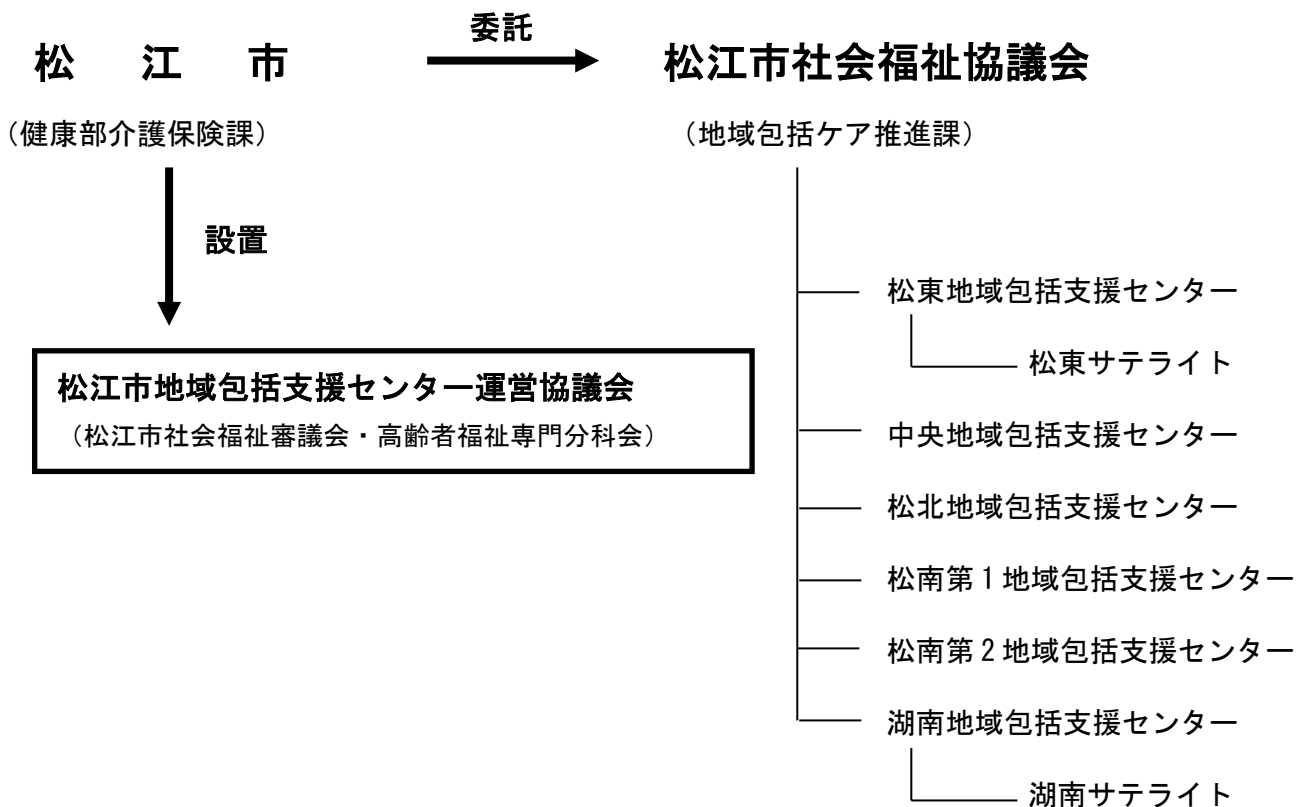 委託
松　江　市
松江市社会福祉協議会
（健康部介護保険課）
（地域包括ケア推進課）
設置
松江市地域包括支援センター運営協議会
（松江市社会福祉審議会・高齢者福祉専門分科会）
松東地域包括支援センター
松東サテライト
中央地域包括支援センター
松北地域包括支援センター
松南第1地域包括支援センター
松南第2地域包括支援センター
湖南地域包括支援センター
湖南サテライト